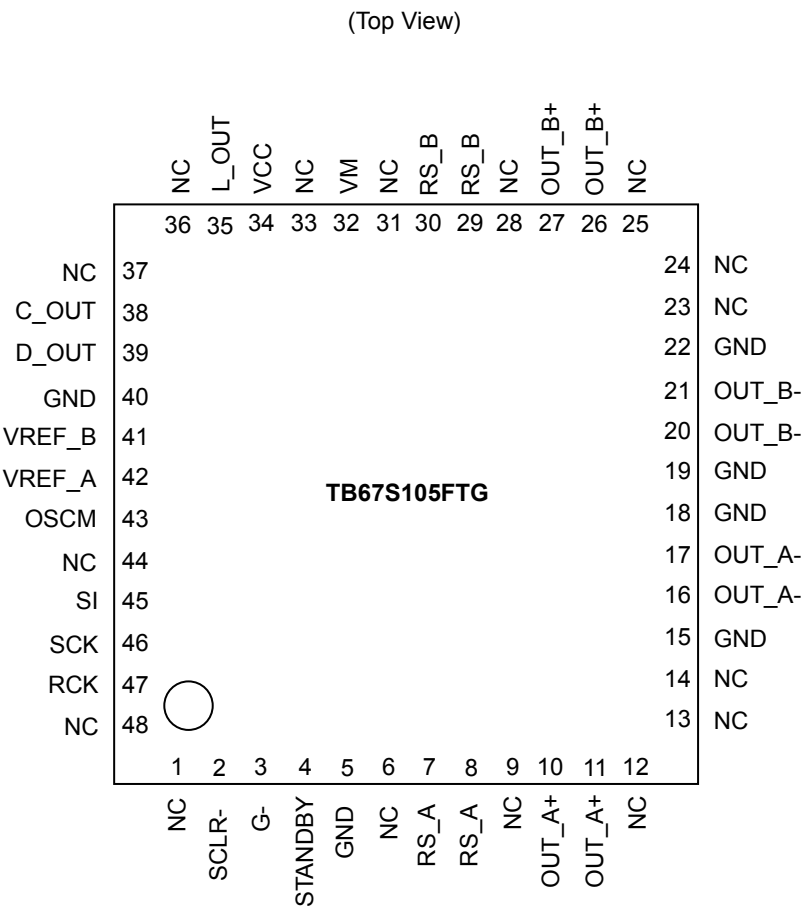 (Top View)
NC L_OUT VCC NC VM NC RS_B RS_B NC OUT_B+ OUT_B+ NC
36 35 34 33 32 31 30 29 28 27 26 25
NC 37
C_OUT 38
D_OUT 39
GND 40
VREF_B 41
VREF_A 42
OSCM 43
NC 44
SI 45
SCK 46
RCK 47
NC 48
TB67S105FTG
24 NC
23 NC
22 GND
21 OUT_B-
20 OUT_B-
19 GND
18 GND
17 OUT_A-
16 OUT_A-
15 GND
14 NC
13 NC
1 2 3 4 5 6 7 8 9 10 11 12
NC SCLR- G- STANDBY GND NC RS_A RS_A NC OUT_A+ OUT_A+ NC